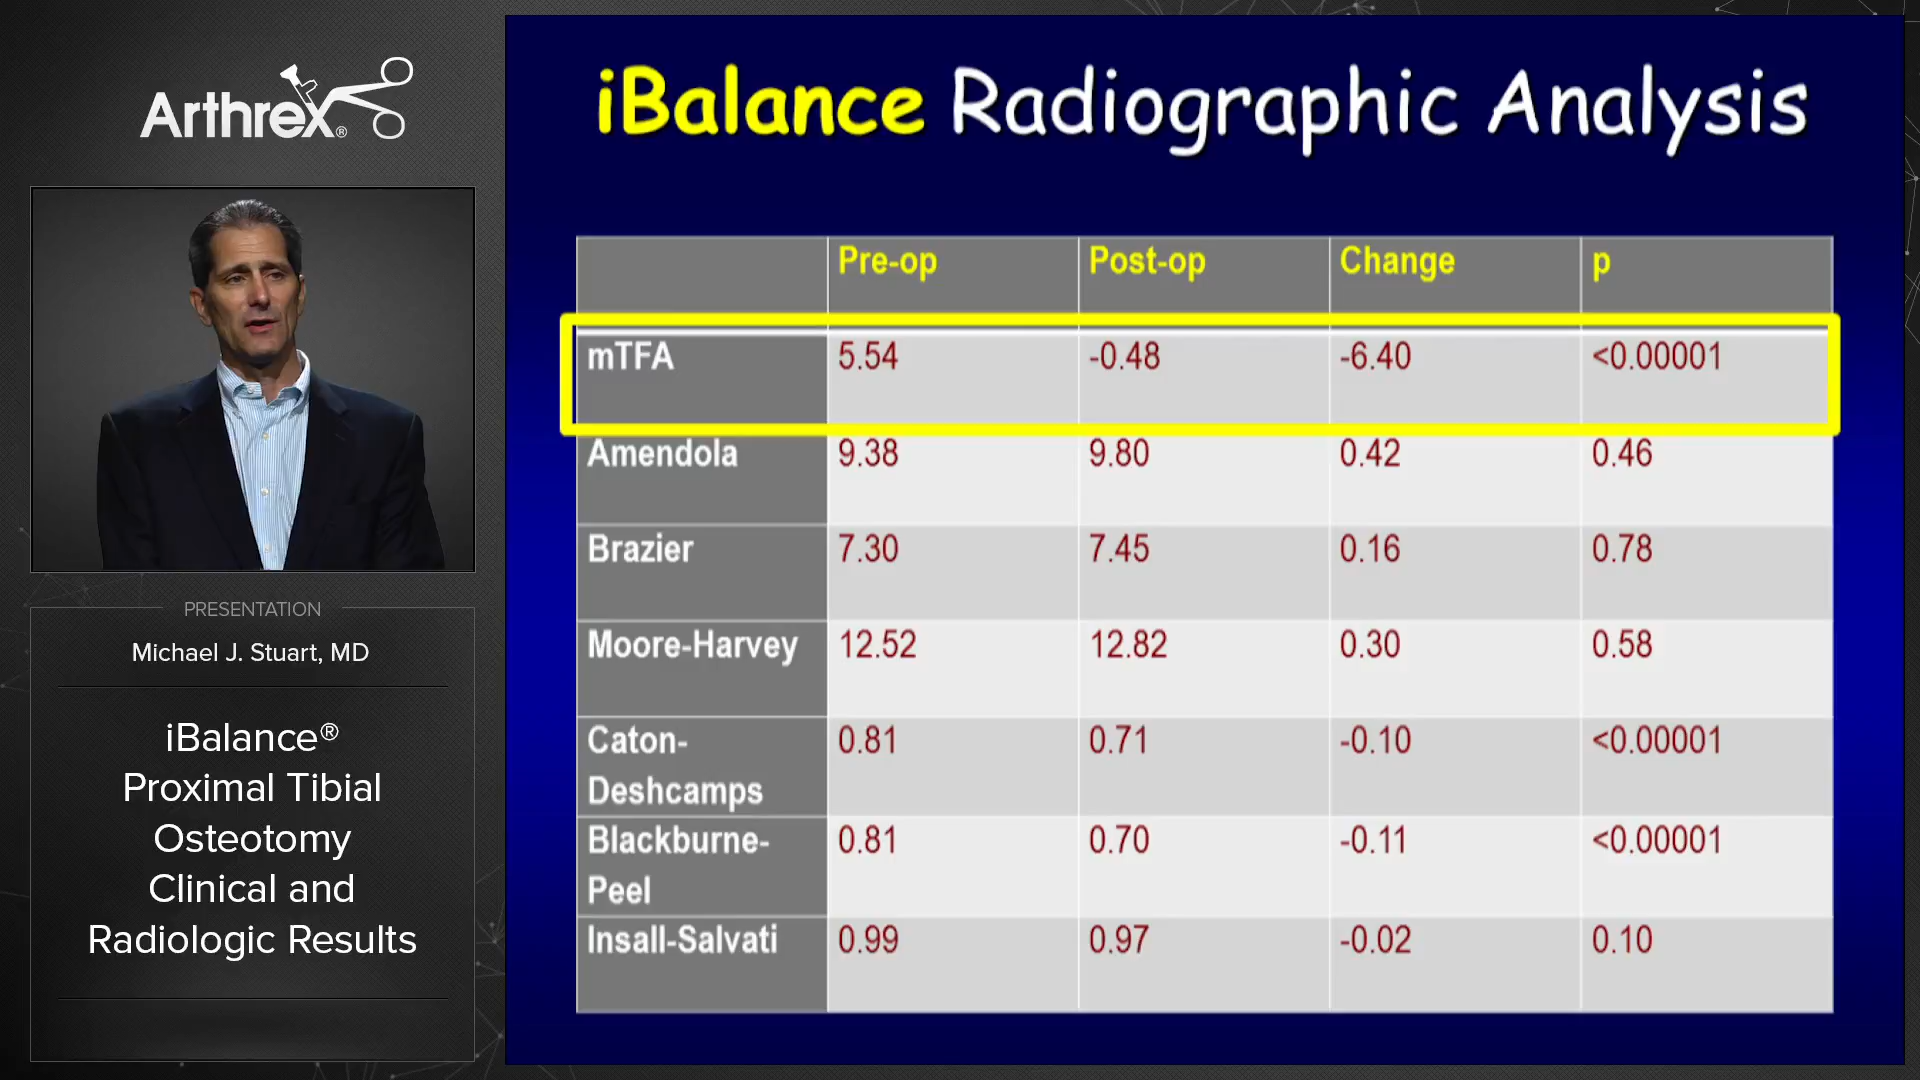 Arthrex®
PRESENTATION
Michael J. Stuart, MD
iBalance®
Proximal Tibial
Osteotomy
Clinical and
Radiologic Results
iBalance Radiographic Analysis
Pre-op Post-op Change p
mTFA 5.54 -0.48 -6.40 <0.00001
Amendola 9.38 9.80 0.42 0.46
Brazier 7.30 7.45 0.16 0.78
Moore-Harvey 12.52 12.82 0.30 0.58
Caton- 0.81 0.71 -0.10 <0.00001
Deshcamps
Blackburne- 0.81 0.70 -0.11 <0.00001
Peel
Insall-Salvati 0.99 0.97 -0.02 0.10